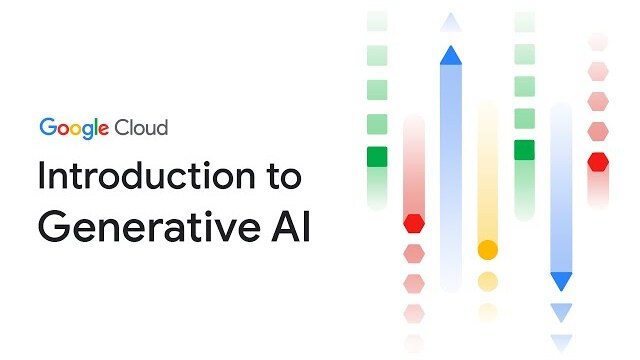 Google Cloud
Introduction to
Generative AI